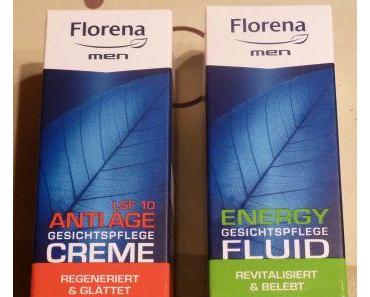 Florena
men
LSF 10
ANTI AGE
GESICHTSPFLEGE
CREME
REGENERIERT
& GLÄTTET
Florena
men
ENERGY
GESICHTSPFLEGE
FLUID
REVITALISIERT
& BELEBT